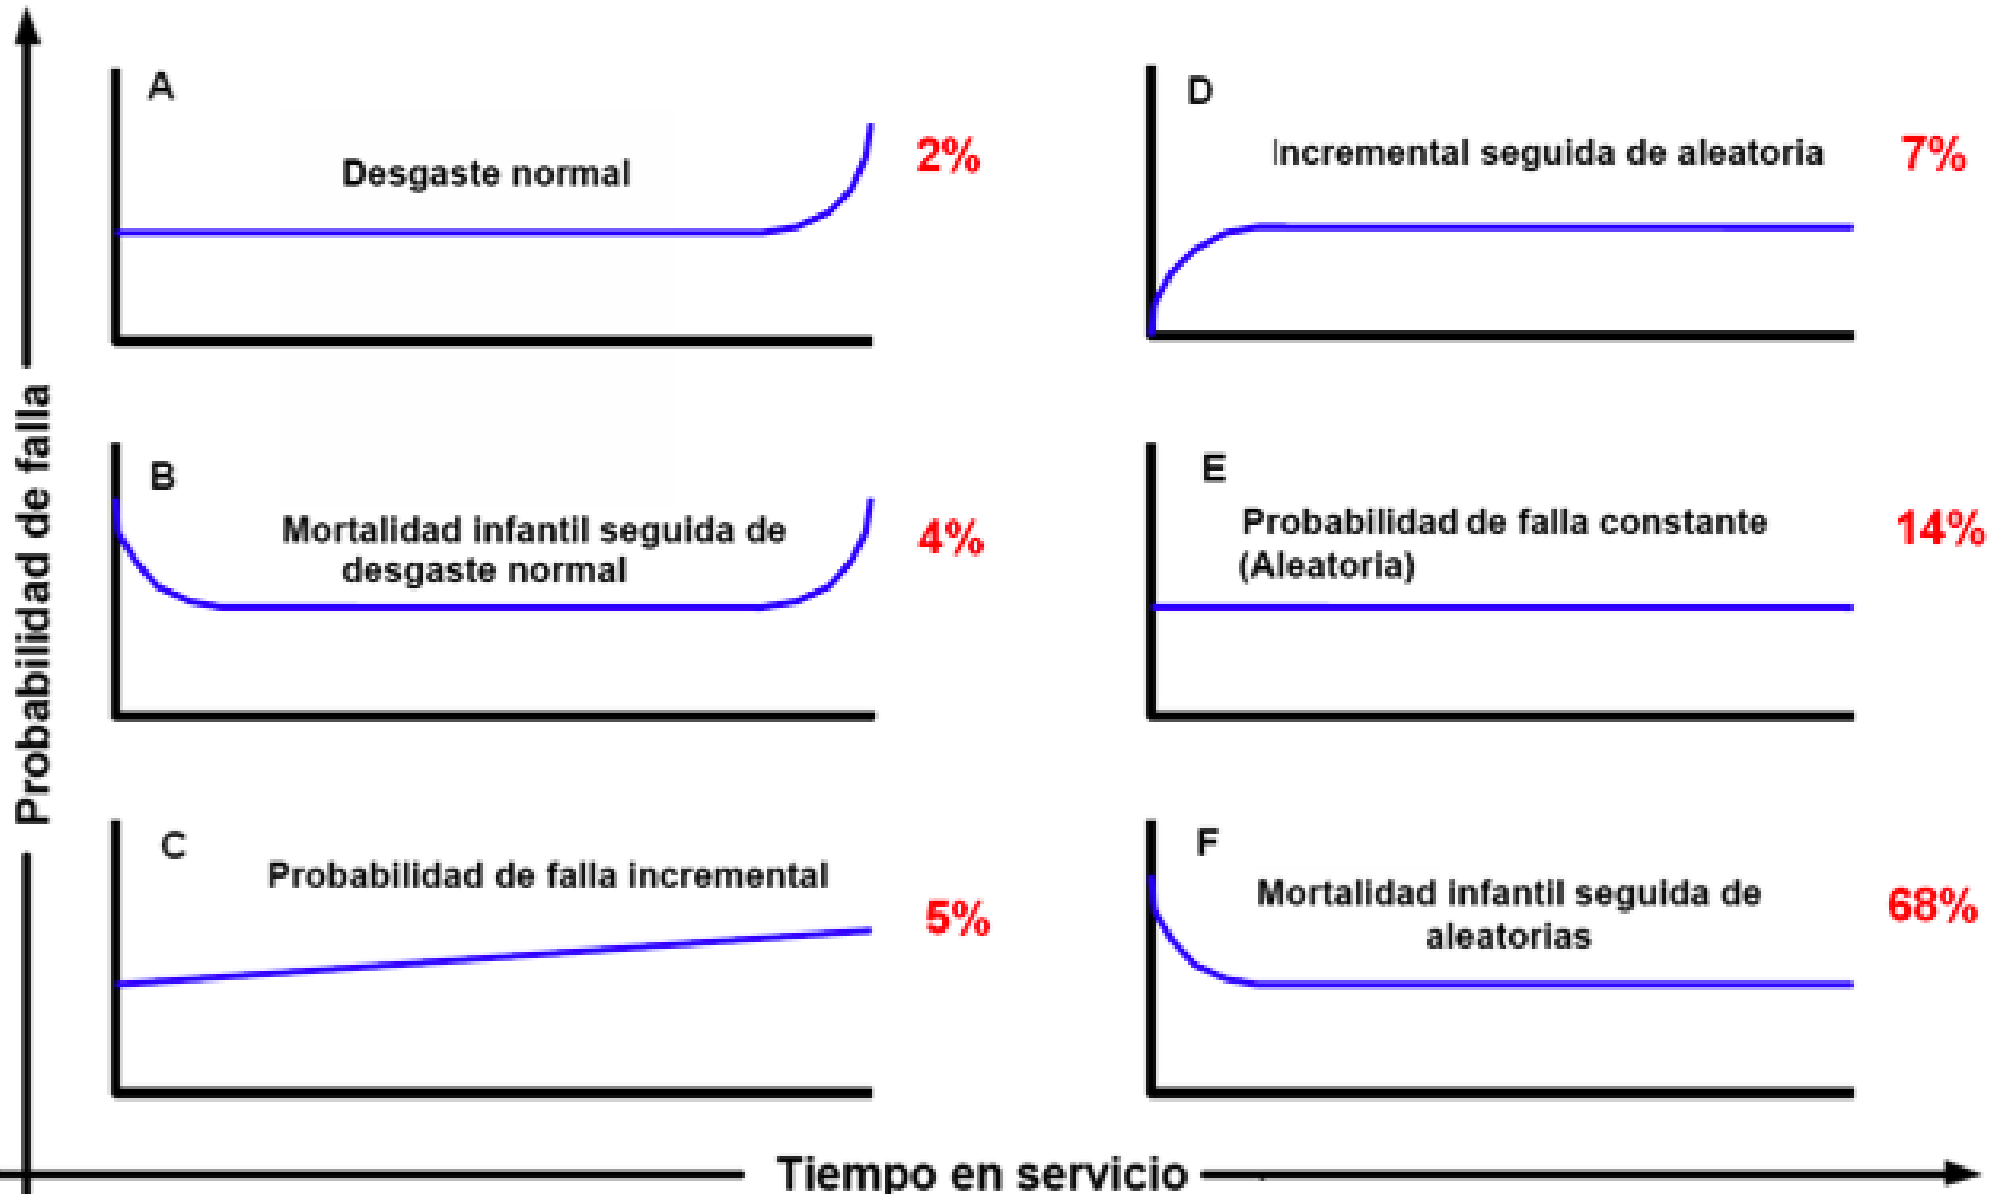 Probabilidad de falla
A
Desgaste normal
2%
B
Mortalidad infantil seguida de
desgaste normal
4%
C
Probabilidad de falla incremental
5%
D
Incremental seguida de aleatoria
7%
E
Probabilidad de falla constante
(Aleatoria)
14%
F
Mortalidad infantil seguida de
aleatorias
68%
Tiempo en servicio